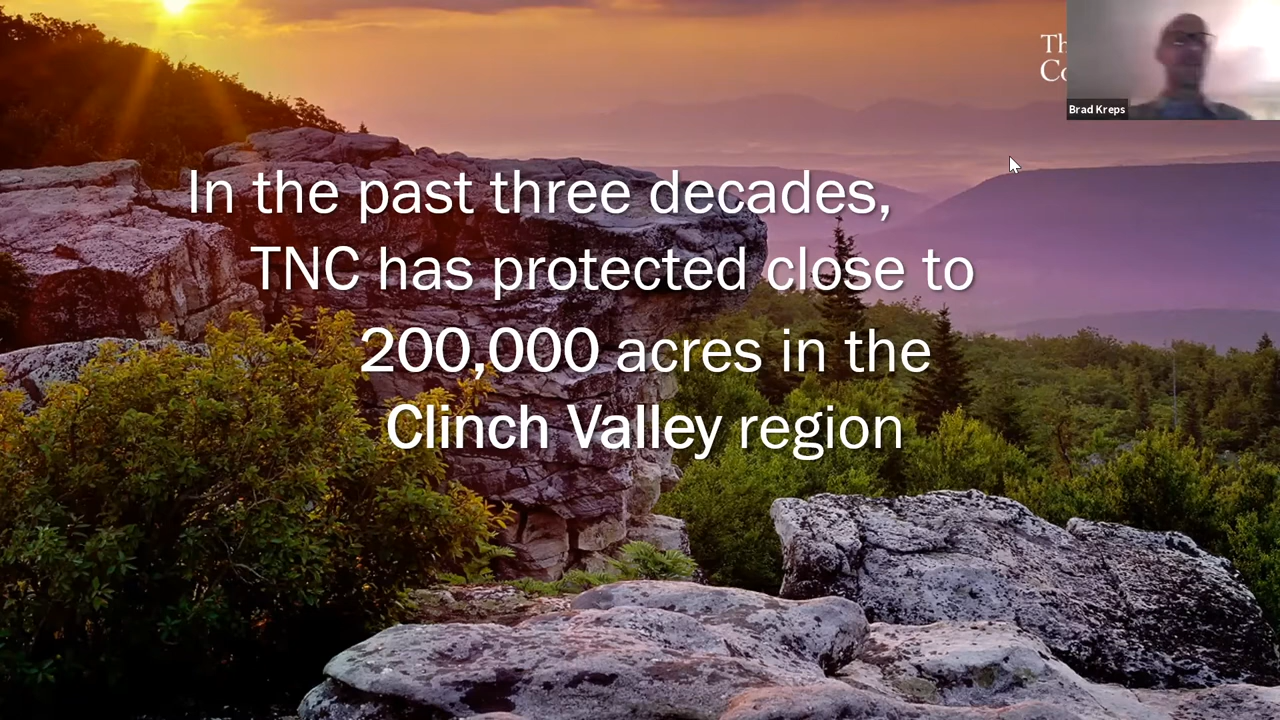 In the past three decades,
TNC has protected close to
200,000 acres in the
Clinch Valley region
Brad Kreps